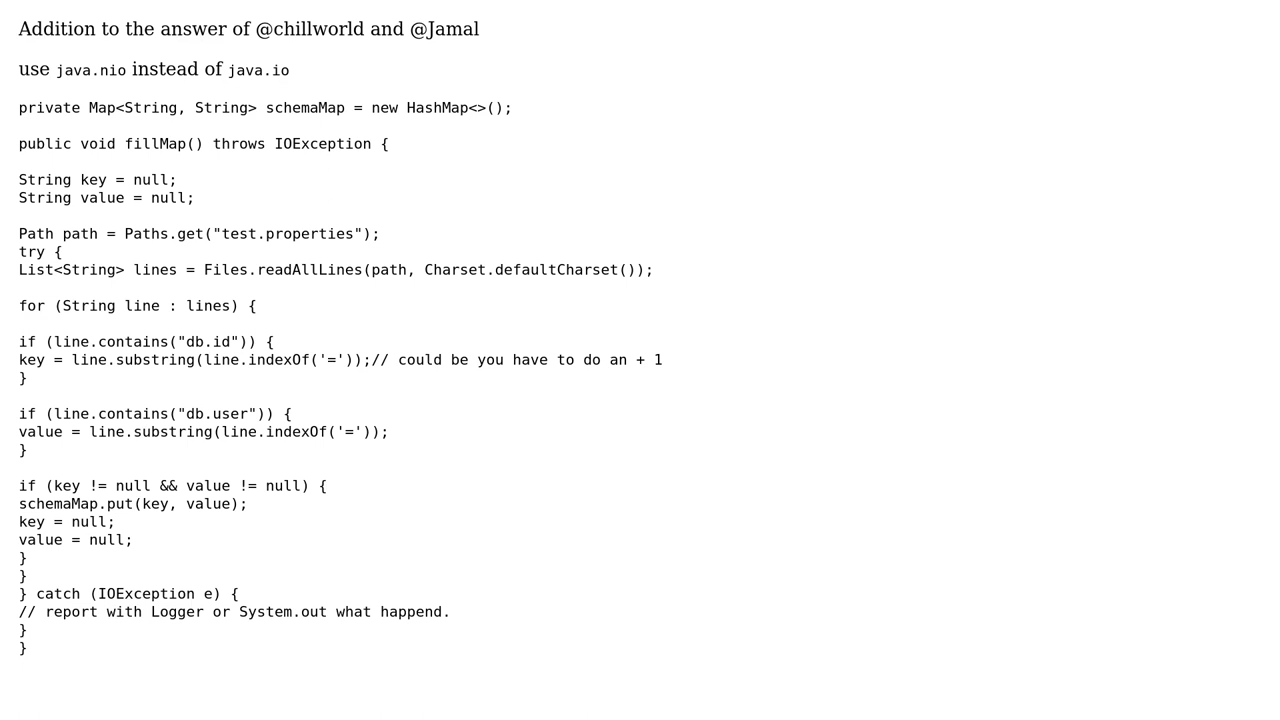 Addition to the answer of @chillworld and @Jamal
use java.nio instead of java.io
private Map<String, String> schemaMap = new HashMap<>();
public void fillMap() throws IOException {
String key = null;
String value = null;
Path path = Paths.get("test.properties");
try {
List<String> lines = Files.readAllLines(path, Charset.defaultCharset());
for (String line : lines) {
if (line.contains("db.id")) {
key = line.substring(line.indexOf('='));// could be you have to do an + 1
}
if (line.contains("db.user")) {
value = line.substring(line.indexOf('='));
}
if (key != null && value != null) {
schemaMap.put(key, value);
key = null;
value = null;
}
}
} catch (IOException e) {
// report with Logger or System.out what happend.
}
}